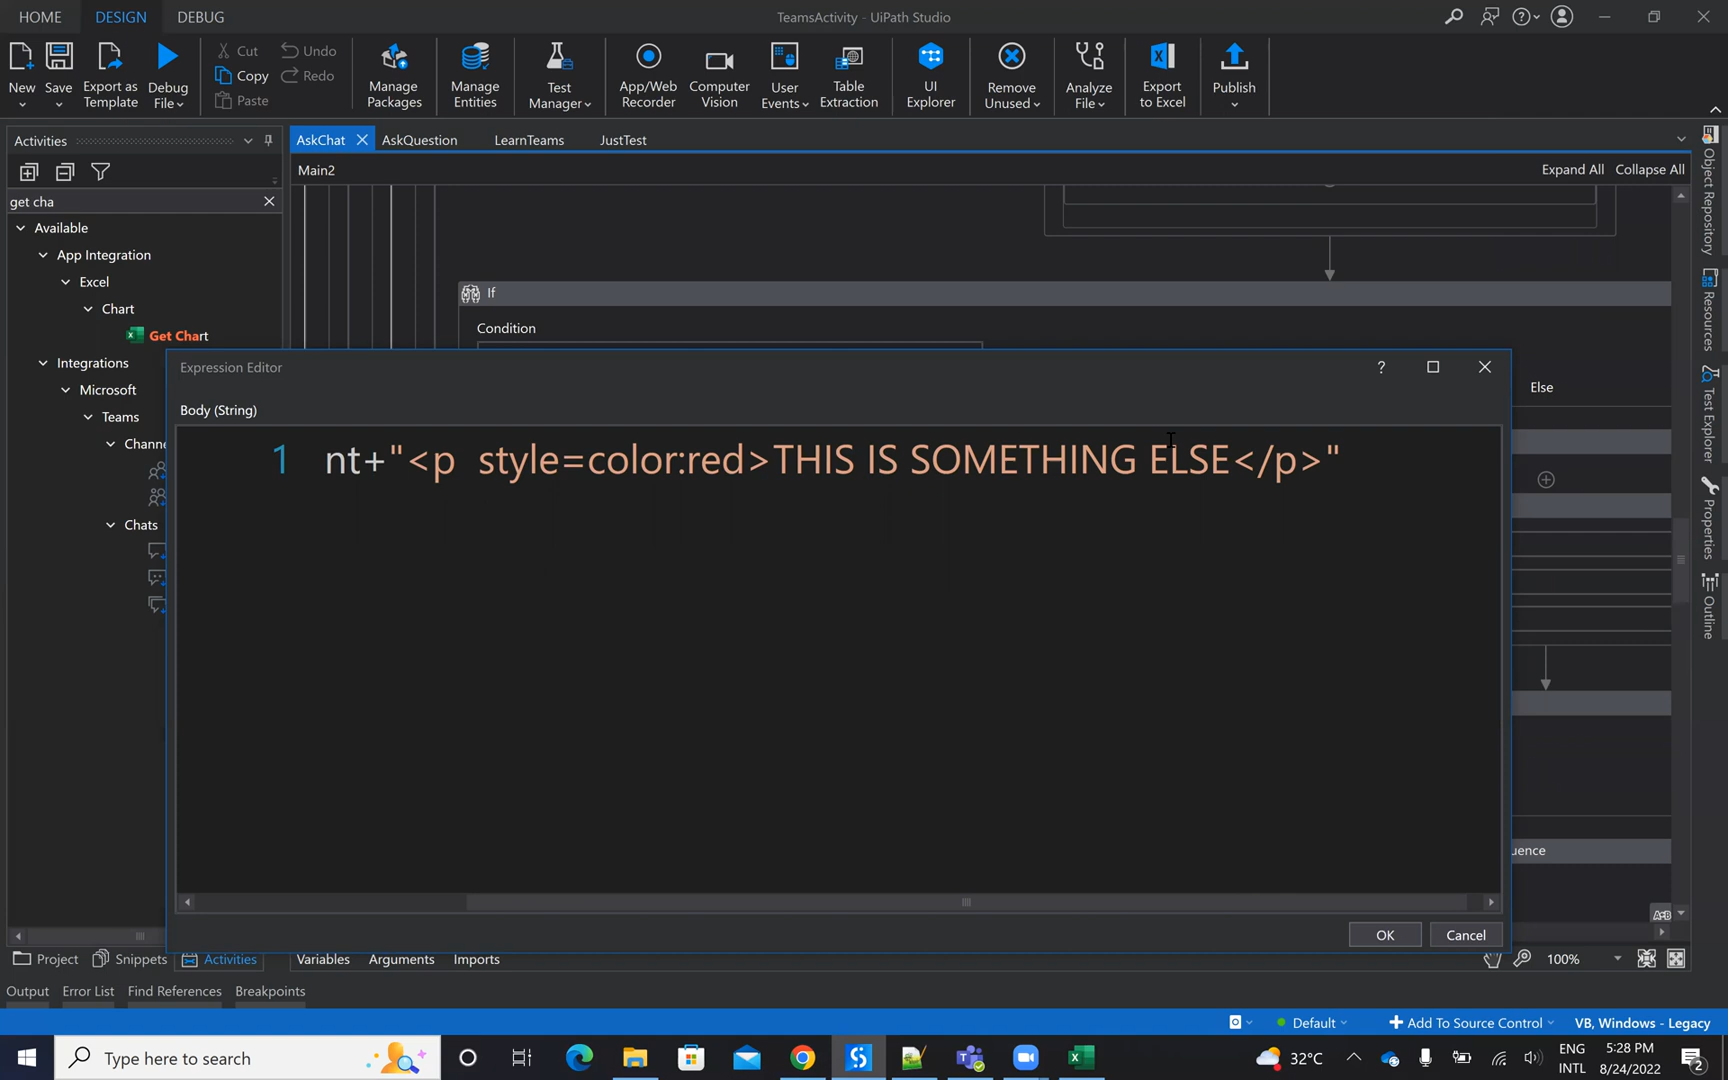 HOME DESIGN DEBUG TeamsActivity - UiPath Studio
New Save Export as Template Debug File Cut Copy Paste Undo Redo Manage Packages Manage Entities Test Manager App/Web Recorder Computer Vision User Events Table Extraction UI Explorer Remove Unused Analyze File Export to Excel Publish
Activities AskChat AskQuestion LearnTeams JustTest
Main2 Expand All Collapse All
get cha
Available
App Integration
Excel
Chart
Get Chart
Integrations
Microsoft
Teams
Channe
Chats
If
Condition
Else
Expression Editor ?
Body (String)
1 nt+"<p  style=color:red>THIS IS SOMETHING ELSE</p>"
uence
OK Cancel
Object Repository
Resources
Test Explorer
Properties
Outline
Project Snippets Activities Variables Arguments Imports 100%
Output Error List Find References Breakpoints
Default Add To Source Control VB, Windows - Legacy
Type here to search 32°C ENG INTL 5:28 PM 8/24/2022 2